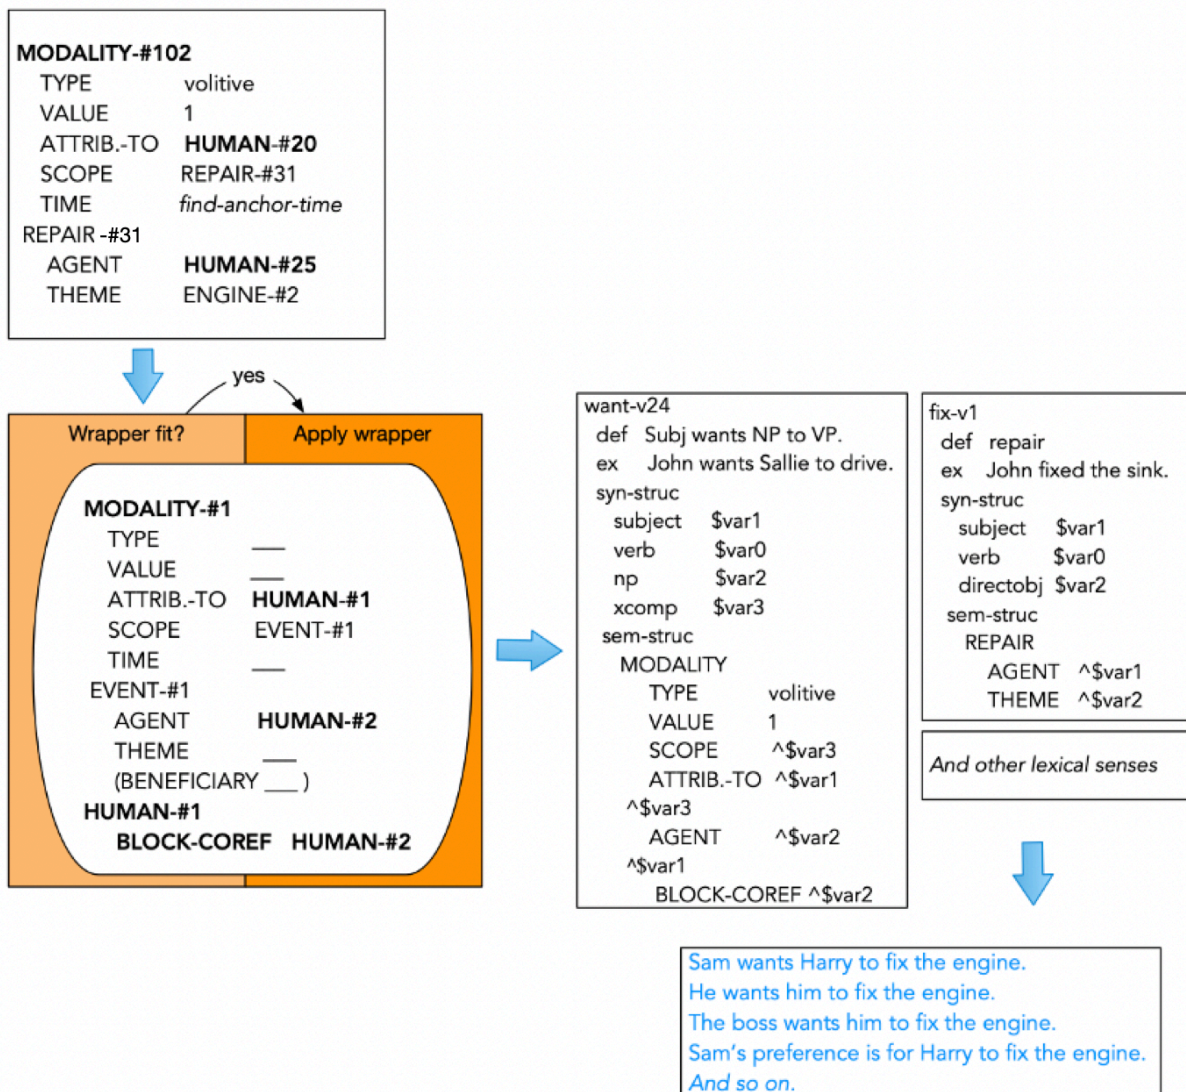 MODALITY-#102
TYPE volitive
VALUE 1
ATTRIB.-TO HUMAN-#20
SCOPE REPAIR-#31
TIME find-anchor-time
REPAIR -#31
AGENT HUMAN-#25
THEME ENGINE-#2
yes
Wrapper fit? Apply wrapper
MODALITY-#1
TYPE ___
VALUE ___
ATTRIB.-TO HUMAN-#1
SCOPE EVENT-#1
TIME ___
EVENT-#1
AGENT HUMAN-#2
THEME ___
(BENEFICIARY ___ )
HUMAN-#1
BLOCK-COREF HUMAN-#2
want-v24
def Subj wants NP to VP.
ex John wants Sallie to drive.
syn-struc
subject $var1
verb $var0
np $var2
xcomp $var3
sem-struc
MODALITY
TYPE volitive
VALUE 1
SCOPE ^$var3
ATTRIB.-TO ^$var1
^$var3
AGENT ^$var2
^$var1
BLOCK-COREF ^$var2
fix-v1
def repair
ex John fixed the sink.
syn-struc
subject $var1
verb $var0
directobj $var2
sem-struc
REPAIR
AGENT ^$var1
THEME ^$var2
And other lexical senses
Sam wants Harry to fix the engine.
He wants him to fix the engine.
The boss wants him to fix the engine.
Sam's preference is for Harry to fix the engine.
And so on.